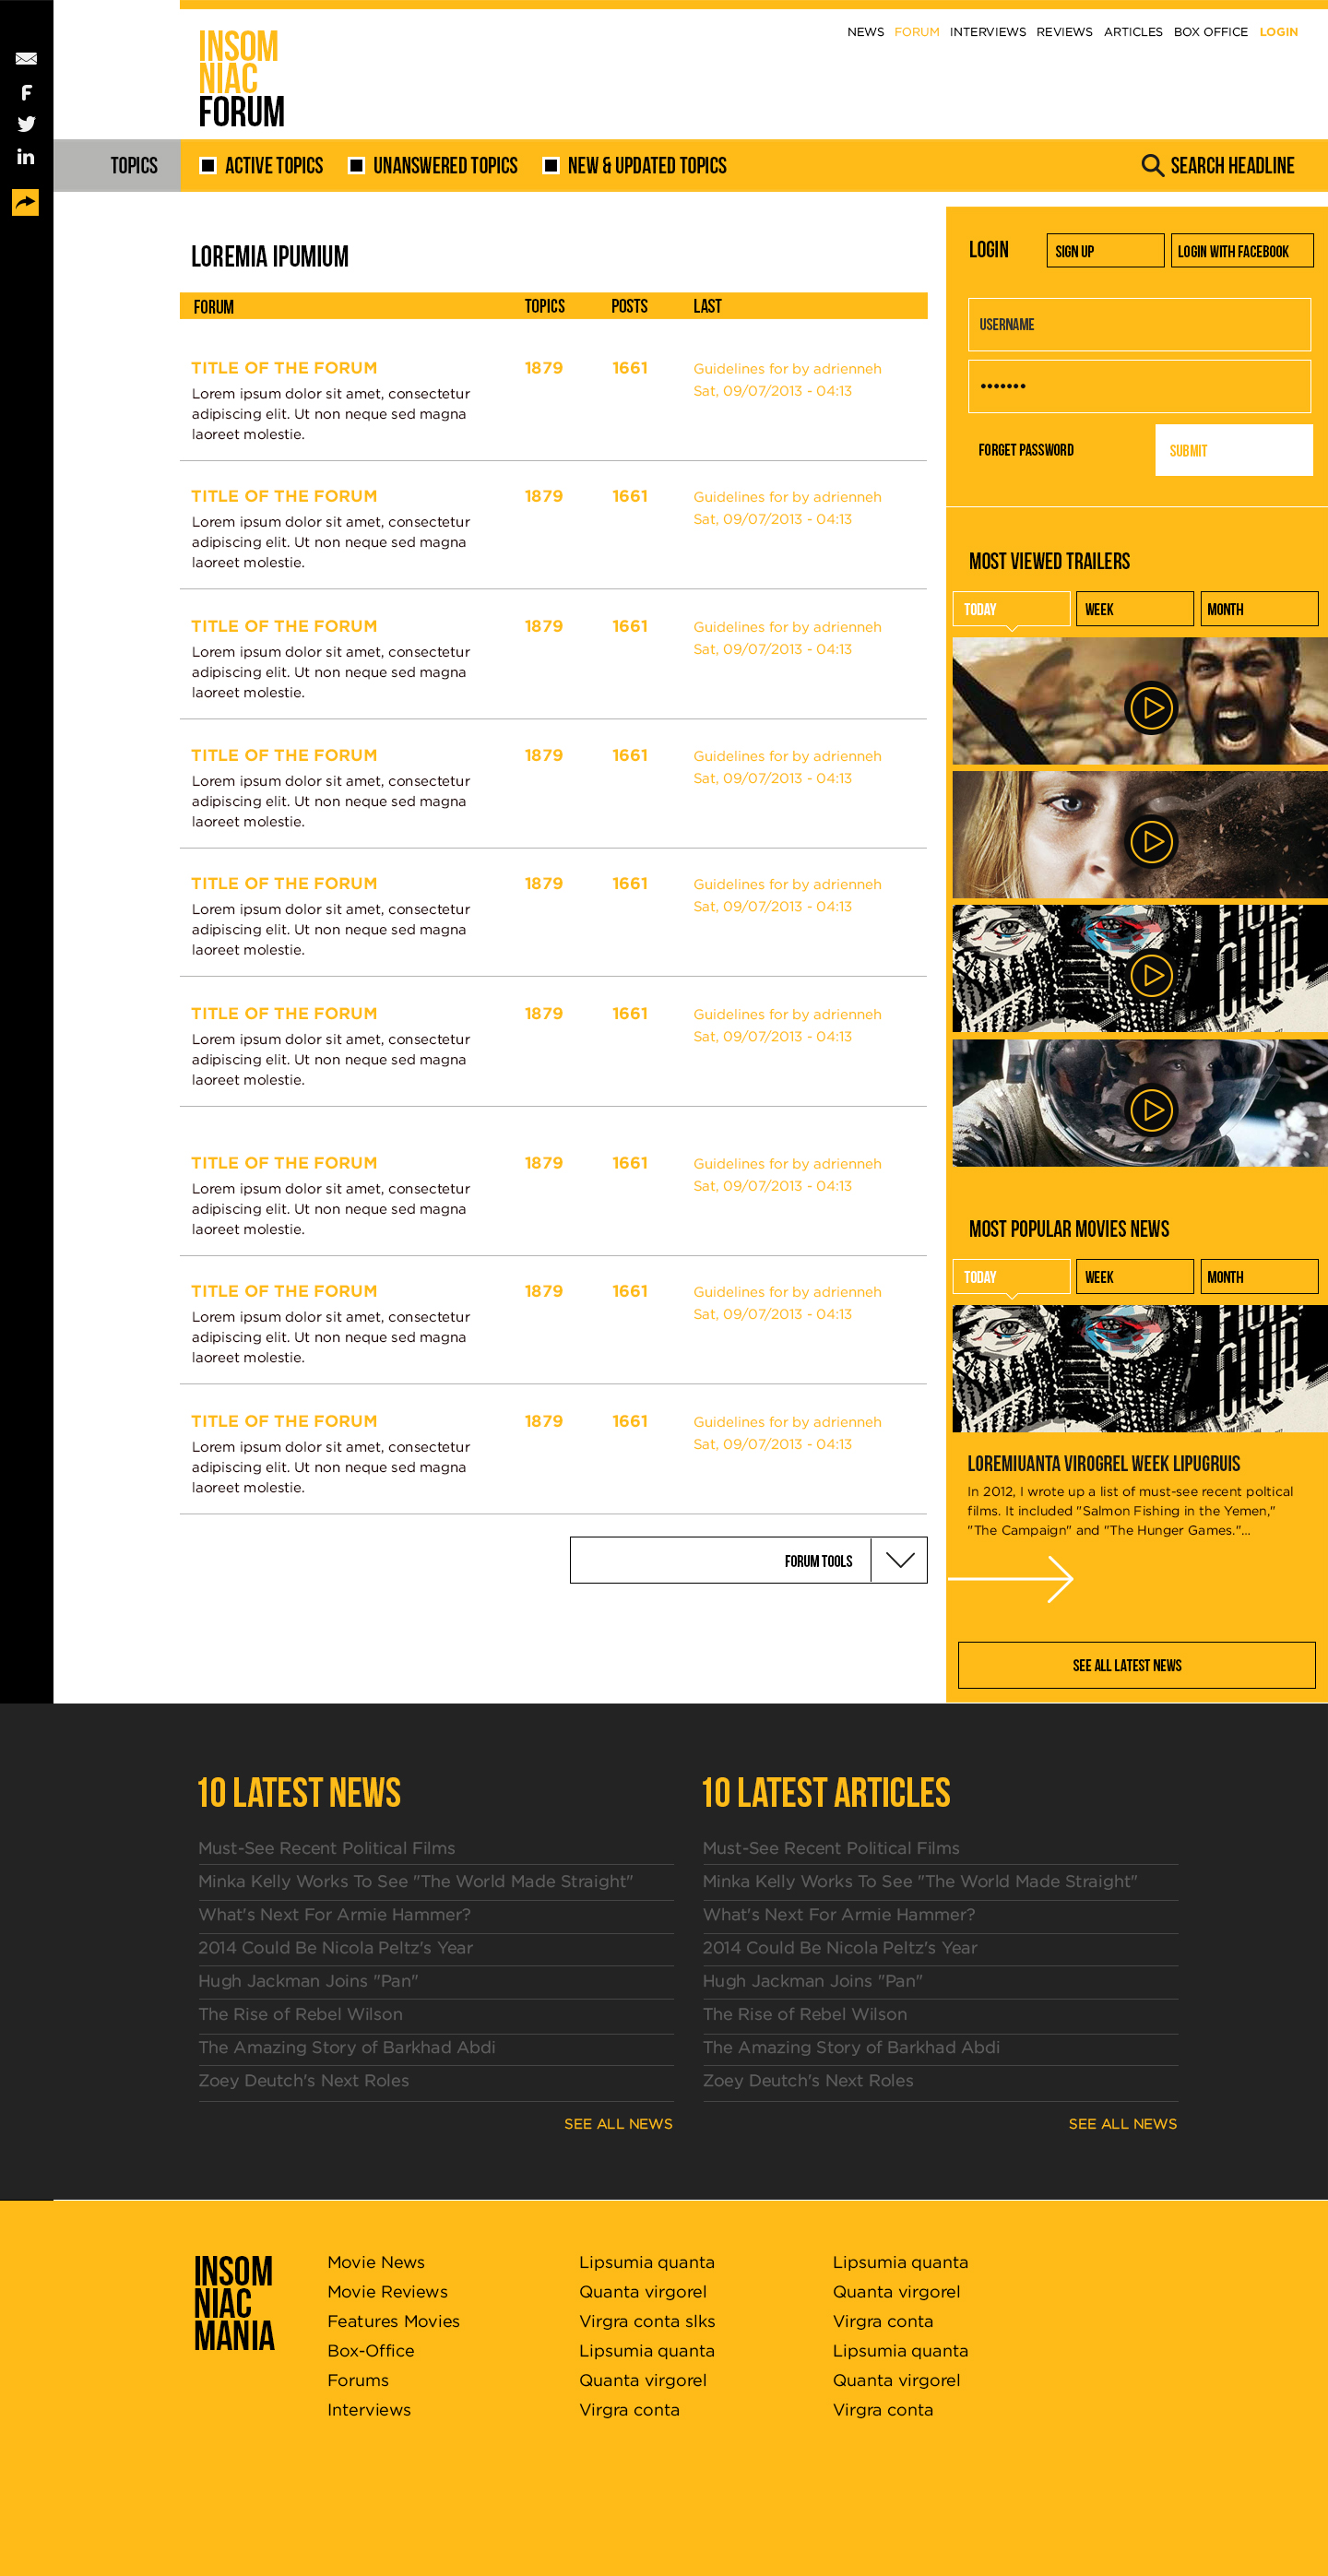 INSOM
NIAC
FORUM
NEWS FORUM INTERVIEWS REVIEWS ARTICLES BOX OFFICE LOGIN
TOPICS ACTIVE TOPICS UNANSWERED TOPICS NEW & UPDATED TOPICS SEARCH HEADLINE
LOREMIA IPUMIUM
FORUM TOPICS POSTS LAST
TITLE OF THE FORUM 1879 1661 Guidelines for by adrienneh
Sat, 09/07/2013 - 04:13
Lorem ipsum dolor sit amet, consectetur
adipiscing elit. Ut non neque sed magna
laoreet molestie.
TITLE OF THE FORUM 1879 1661 Guidelines for by adrienneh
Sat, 09/07/2013 - 04:13
Lorem ipsum dolor sit amet, consectetur
adipiscing elit. Ut non neque sed magna
laoreet molestie.
TITLE OF THE FORUM 1879 1661 Guidelines for by adrienneh
Sat, 09/07/2013 - 04:13
Lorem ipsum dolor sit amet, consectetur
adipiscing elit. Ut non neque sed magna
laoreet molestie.
TITLE OF THE FORUM 1879 1661 Guidelines for by adrienneh
Sat, 09/07/2013 - 04:13
Lorem ipsum dolor sit amet, consectetur
adipiscing elit. Ut non neque sed magna
laoreet molestie.
TITLE OF THE FORUM 1879 1661 Guidelines for by adrienneh
Sat, 09/07/2013 - 04:13
Lorem ipsum dolor sit amet, consectetur
adipiscing elit. Ut non neque sed magna
laoreet molestie.
TITLE OF THE FORUM 1879 1661 Guidelines for by adrienneh
Sat, 09/07/2013 - 04:13
Lorem ipsum dolor sit amet, consectetur
adipiscing elit. Ut non neque sed magna
laoreet molestie.
TITLE OF THE FORUM 1879 1661 Guidelines for by adrienneh
Sat, 09/07/2013 - 04:13
Lorem ipsum dolor sit amet, consectetur
adipiscing elit. Ut non neque sed magna
laoreet molestie.
TITLE OF THE FORUM 1879 1661 Guidelines for by adrienneh
Sat, 09/07/2013 - 04:13
Lorem ipsum dolor sit amet, consectetur
adipiscing elit. Ut non neque sed magna
laoreet molestie.
TITLE OF THE FORUM 1879 1661 Guidelines for by adrienneh
Sat, 09/07/2013 - 04:13
Lorem ipsum dolor sit amet, consectetur
adipiscing elit. Ut non neque sed magna
laoreet molestie.
FORUM TOOLS
LOGIN SIGN UP LOGIN WITH FACEBOOK
USERNAME
FORGET PASSWORD SUBMIT
MOST VIEWED TRAILERS
TODAY WEEK MONTH
MOST POPULAR MOVIES NEWS
TODAY WEEK MONTH
LOREMIUANTA VIROGREL WEEK LIPUGRUIS
In 2012, I wrote up a list of must-see recent poltical
films. It included "Salmon Fishing in the Yemen,"
"The Campaign" and "The Hunger Games."...
SEE ALL LATEST NEWS
10 LATEST NEWS
Must-See Recent Political Films
Minka Kelly Works To See "The World Made Straight"
What's Next For Armie Hammer?
2014 Could Be Nicola Peltz's Year
Hugh Jackman Joins "Pan"
The Rise of Rebel Wilson
The Amazing Story of Barkhad Abdi
Zoey Deutch's Next Roles
SEE ALL NEWS
10 LATEST ARTICLES
Must-See Recent Political Films
Minka Kelly Works To See "The World Made Straight"
What's Next For Armie Hammer?
2014 Could Be Nicola Peltz's Year
Hugh Jackman Joins "Pan"
The Rise of Rebel Wilson
The Amazing Story of Barkhad Abdi
Zoey Deutch's Next Roles
SEE ALL NEWS
INSOM
NIAC
MANIA
Movie News
Movie Reviews
Features Movies
Box-Office
Forums
Interviews
Lipsumia quanta
Quanta virgorel
Virgra conta slks
Lipsumia quanta
Quanta virgorel
Virgra conta
Lipsumia quanta
Quanta virgorel
Virgra conta
Lipsumia quanta
Quanta virgorel
Virgra conta